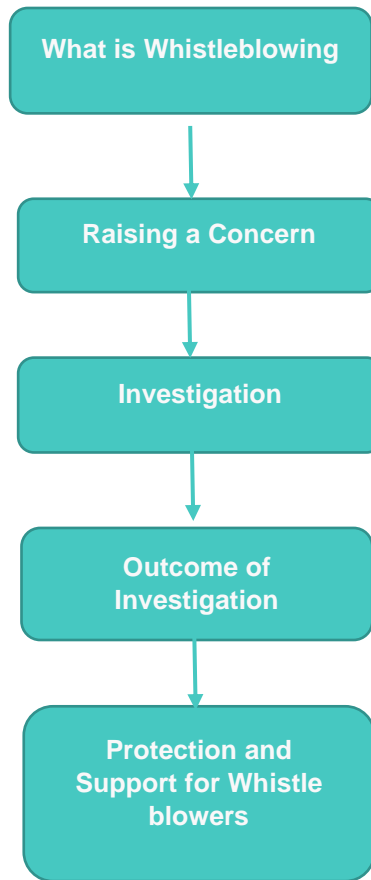 What is Whistleblowing
Raising a Concern
Investigation
Outcome of
Investigation
Protection and
Support for Whistle
blowers